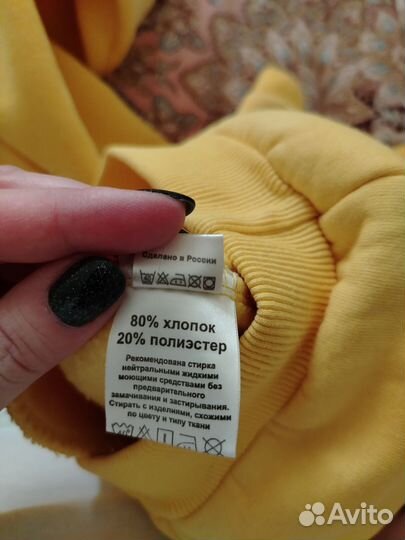 Сделано в России
80% хлопок
20% полиэстер
Рекомендована стирка
нейтральными жидкими
моющими средствами без
предварительного
замачивания и застирывания.
Стирать с изделиями, схожими
по цвету и типу ткани
Avito